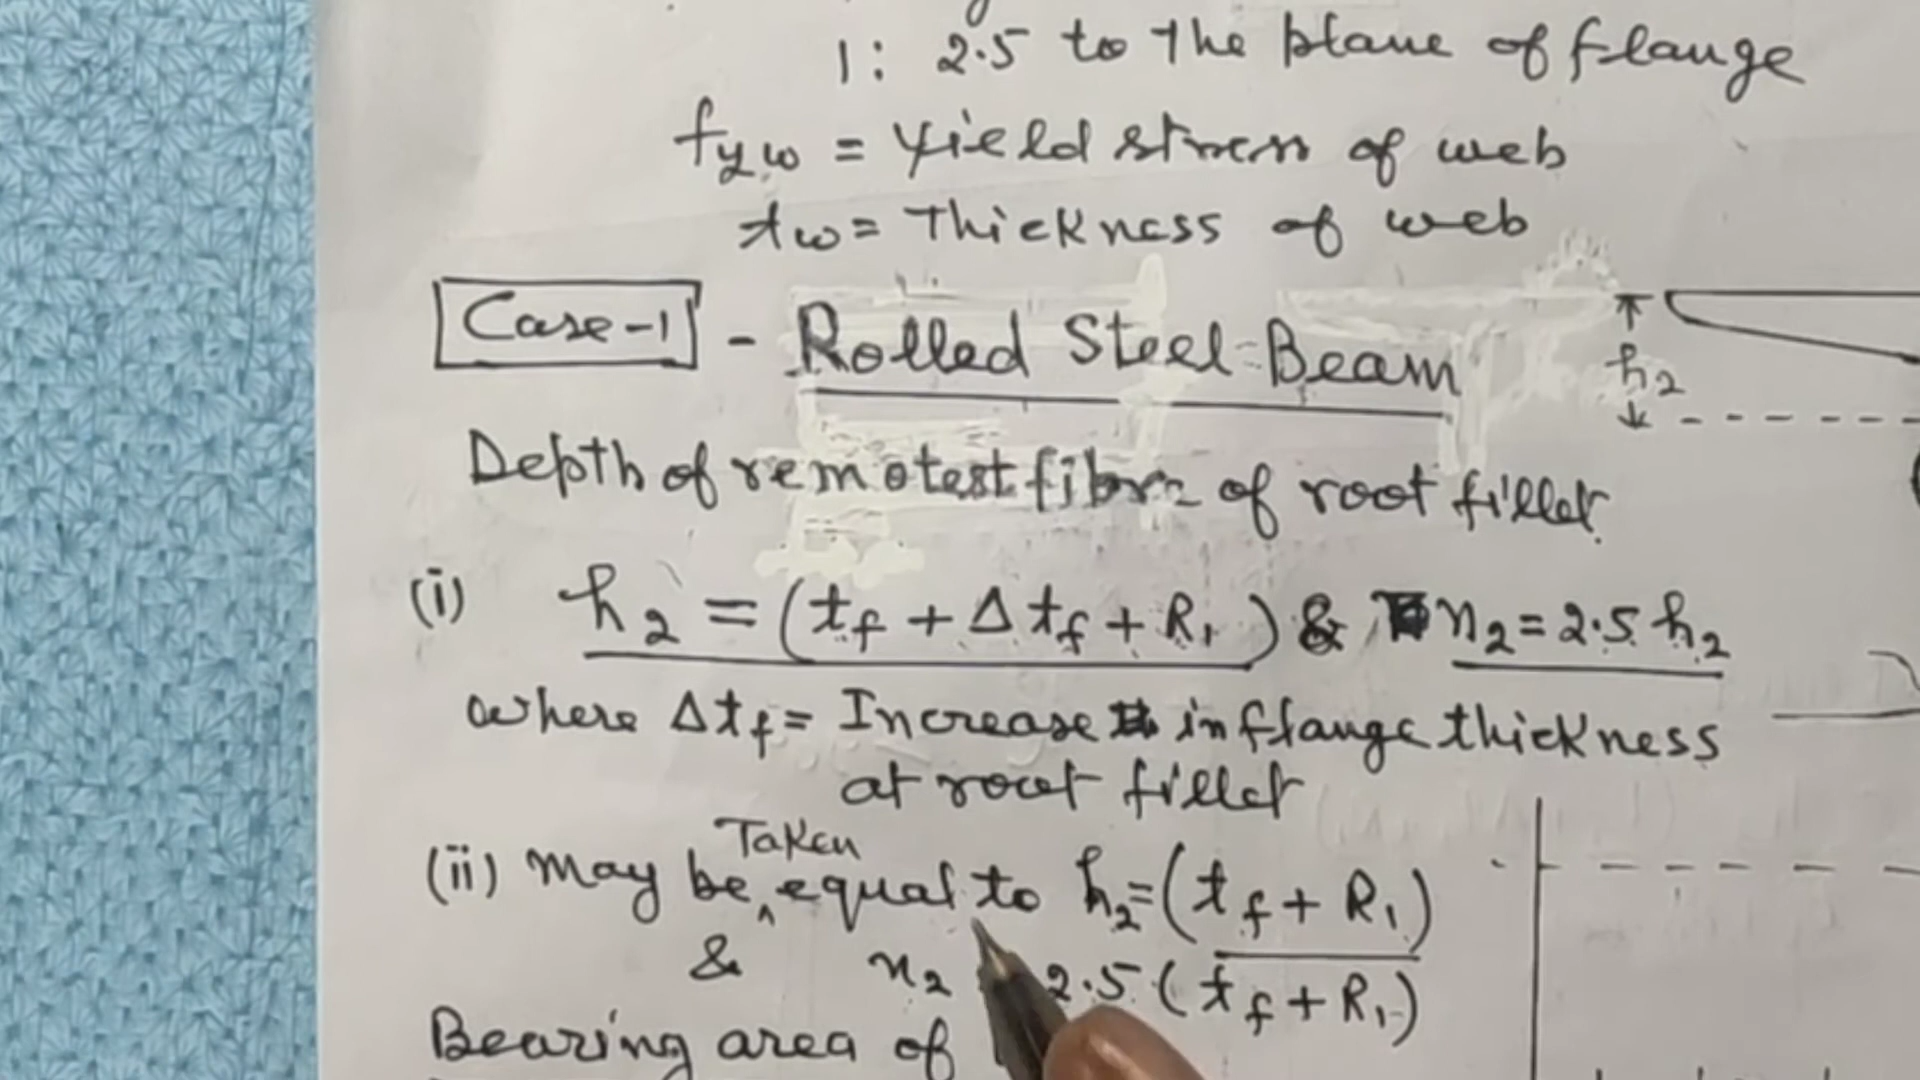 1 : 2.5 to the plane of flange
fyw = Yield stress of web
tw = Thickness of web
Case-1 - Rolled Steel Beam
h2
Depth of remotest fibre of root fillet
(i) h2 = (tf + Δtf + R1) & n2 = 2.5 h2
where Δtf = Increase in flange thickness
at root fillet
(ii) May be Taken equal to h2 = (tf + R1)
& n2 2.5 (tf + R1)
Bearing area of